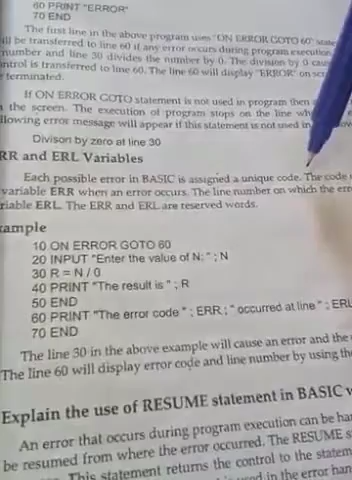 60 PRINT "ERROR"
70 END
The first line in the above program uses "ON ERROR GOTO 60"
ll be transferred to line 60 if any error occurs during program execution
number and line 30 divides the number by 0. The division by 0
ntrol is transferred to line 60. The line 60 will display "ERROR" on
terminated.
If ON ERROR GOTO statement is not used in program then
the screen. The execution of program stops on the line
llowing error message will appear if this statement is not used in
Divison by zero at line 30
RR and ERL Variables
Each possible error in BASIC is assigned a unique code. The code
variable ERR when an error occurs. The line number on which the
riable ERL. The ERR and ERL are reserved words.
ample
10 ON ERROR GOTO 60
20 INPUT "Enter the value of N: " ; N
30 R = N / 0
40 PRINT "The result is " ; R
50 END
60 PRINT "The error code " ; ERR ; " occurred at line " ; ERL
70 END
The line 30 in the above example will cause an error and the
The line 60 will display error code and line number by using the
Explain the use of RESUME statement in BASIC
An error that occurs during program execution can be
be resumed from where the error occurred. The RESUME
This statement returns the control to the
used in the error